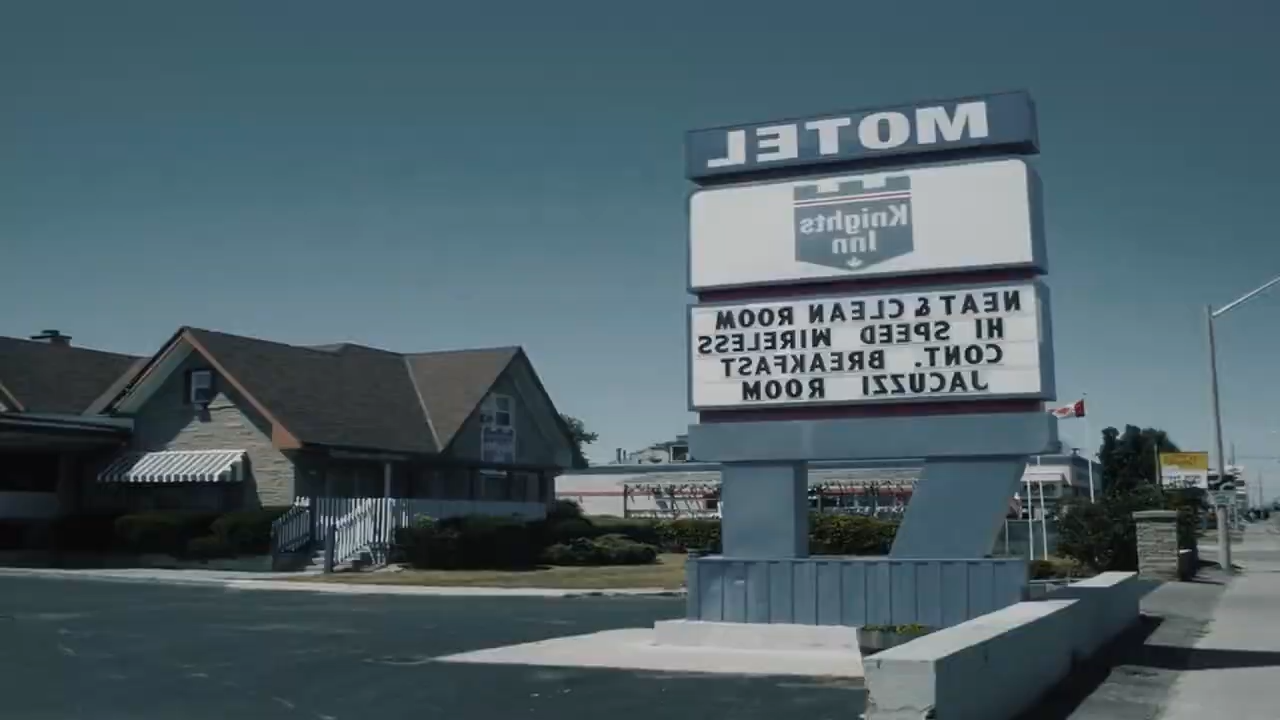 MOTEL
Knights
Inn
NEAT & CLEAN ROOM
HI SPEED WIRELESS
CONT. BREAKFAST
JACUZZI ROOM